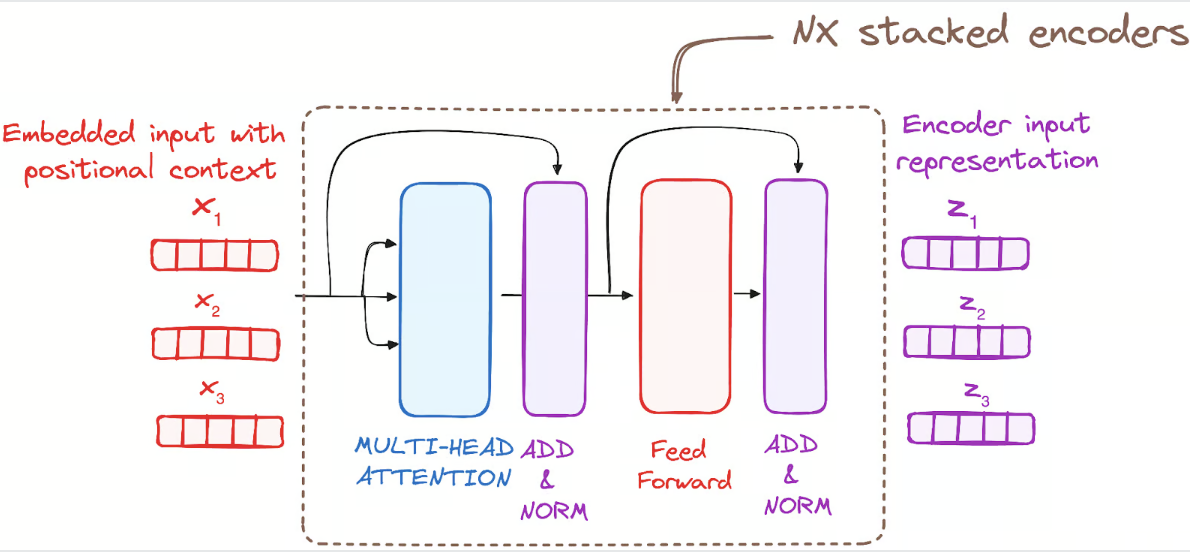 NX stacked encoders
Embedded input with
positional context
x1
x2
x3
MULTI-HEAD
ATTENTION
ADD
&
NORM
Feed
Forward
ADD
&
NORM
Encoder input
representation
z1
z2
z3